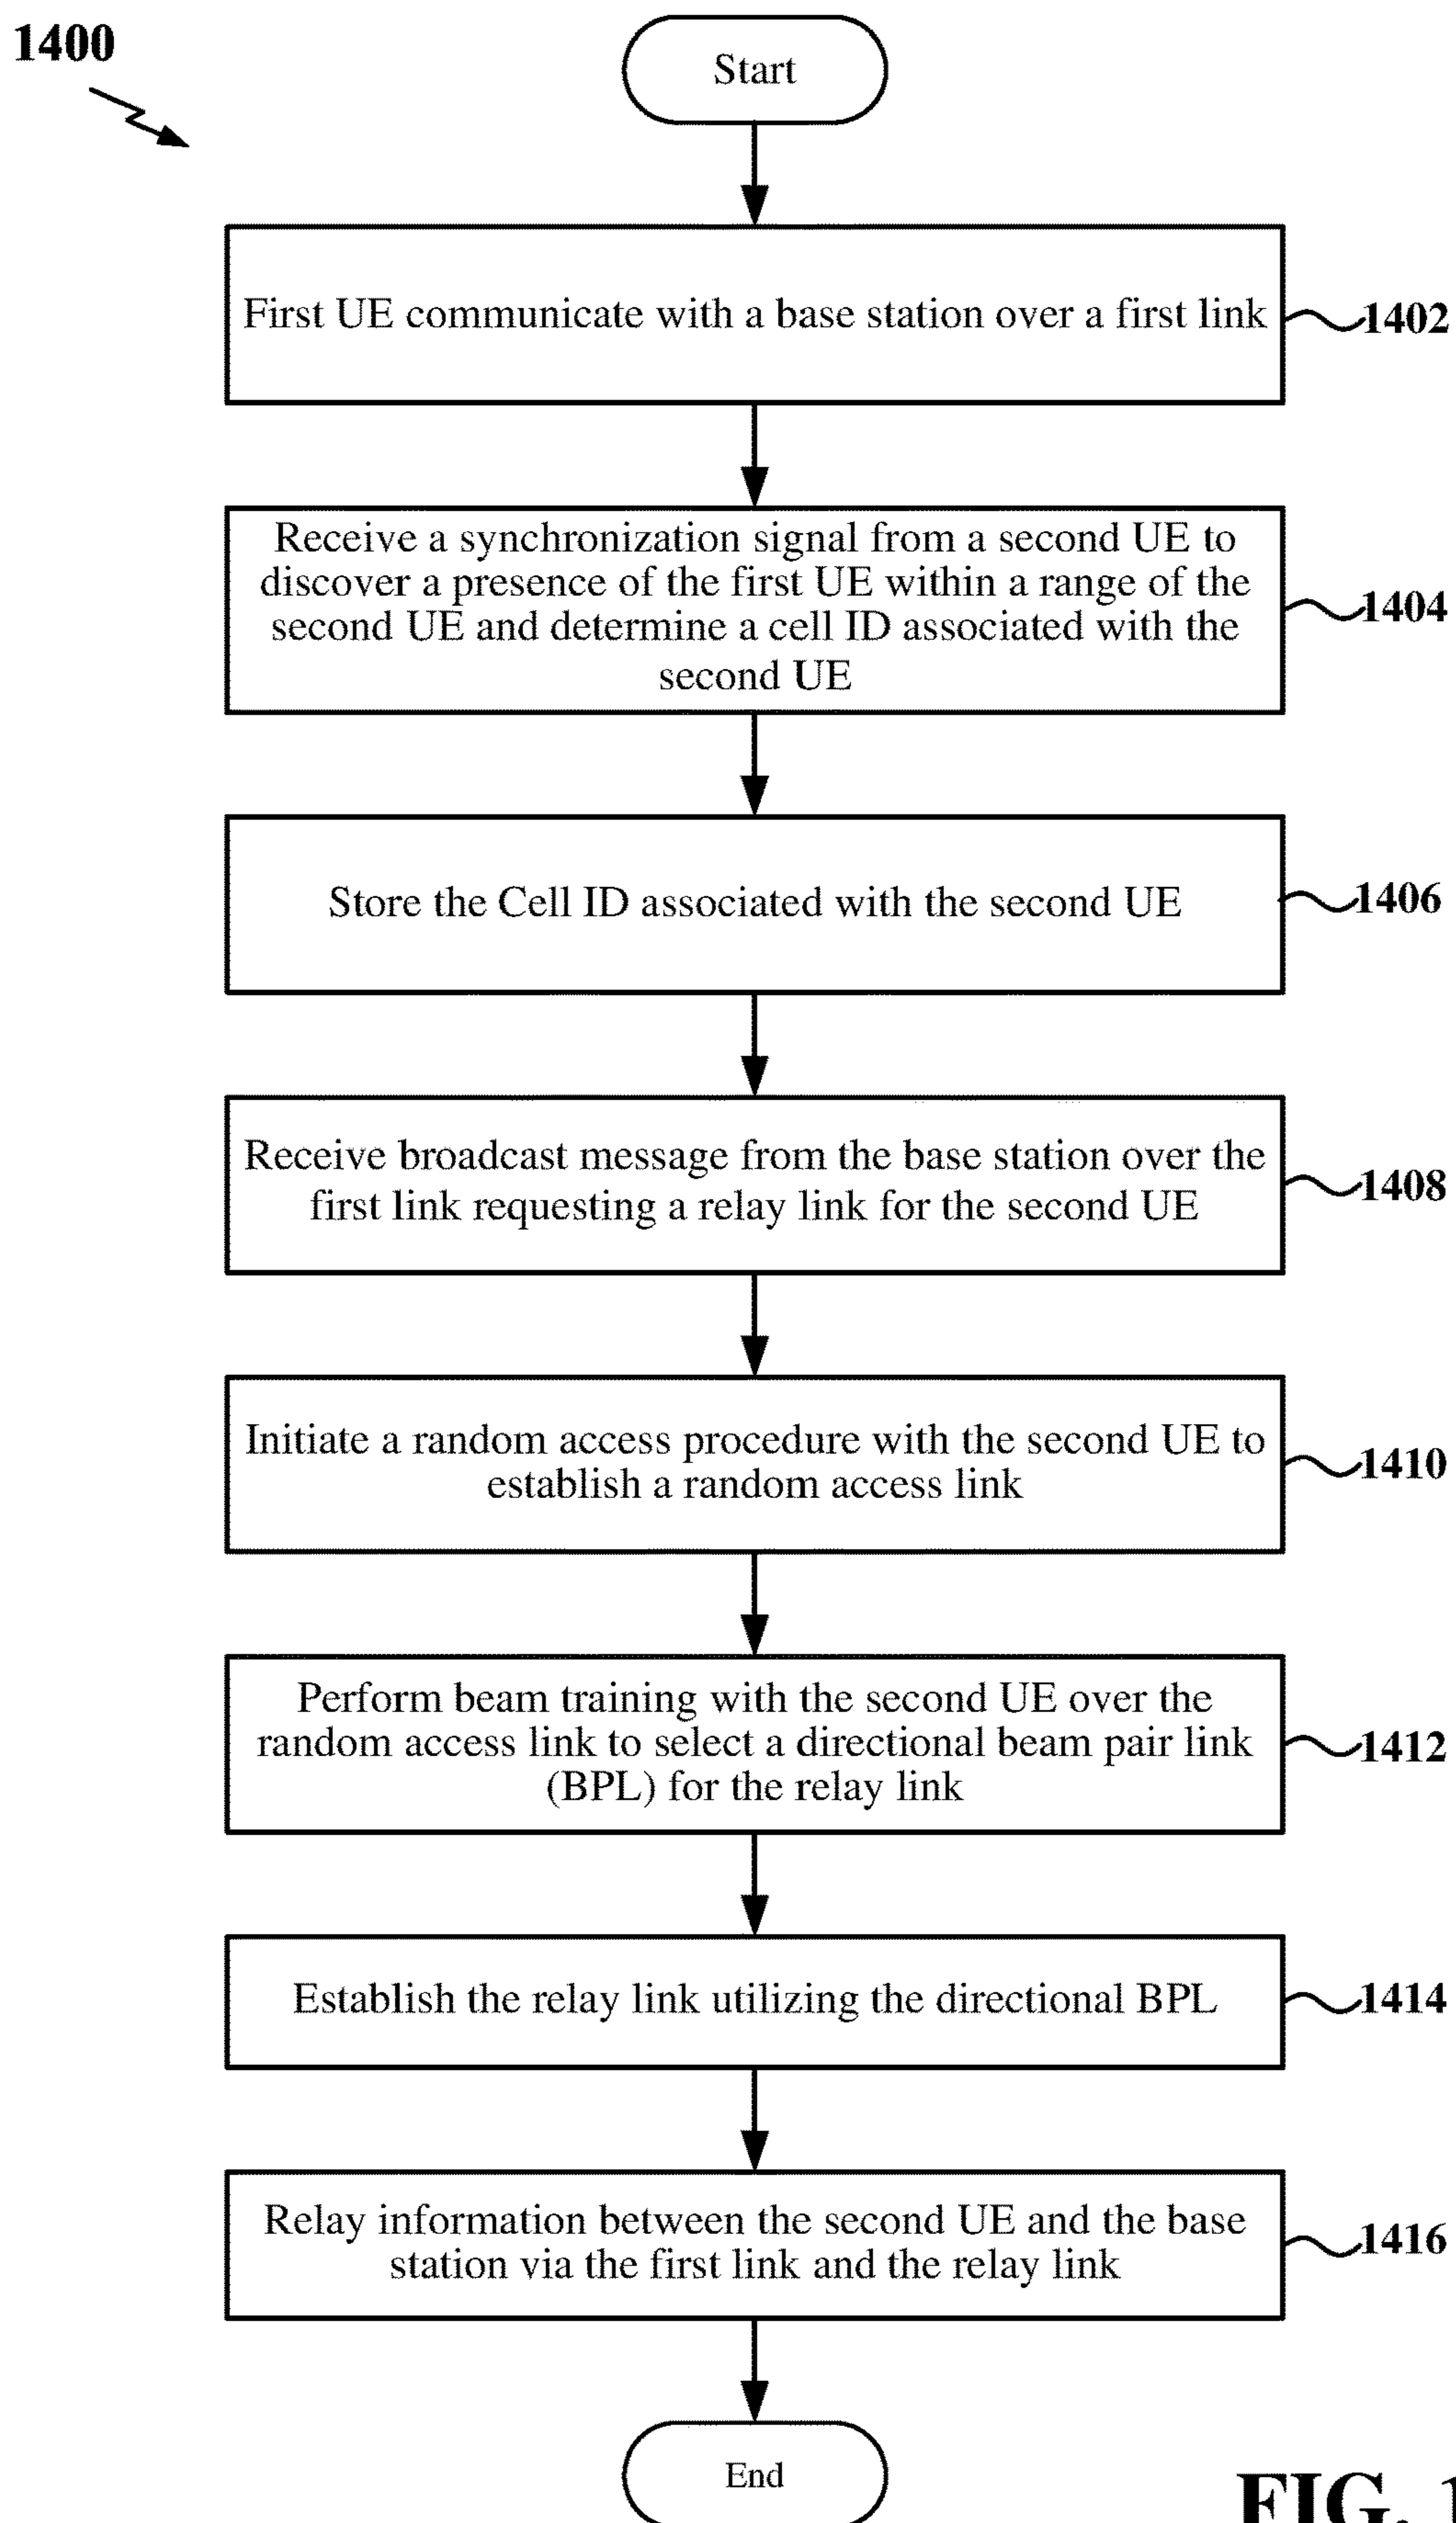 1400
Start
First UE communicate with a base station over a first link
1402
Receive a synchronization signal from a second UE to
discover a presence of the first UE within a range of the
second UE and determine a cell ID associated with the
second UE
1404
Store the Cell ID associated with the second UE
1406
Receive broadcast message from the base station over the
first link requesting a relay link for the second UE
1408
Initiate a random access procedure with the second UE to
establish a random access link
1410
Perform beam training with the second UE over the
random access link to select a directional beam pair link
(BPL) for the relay link
1412
Establish the relay link utilizing the directional BPL
1414
Relay information between the second UE and the base
station via the first link and the relay link
1416
End
FIG.